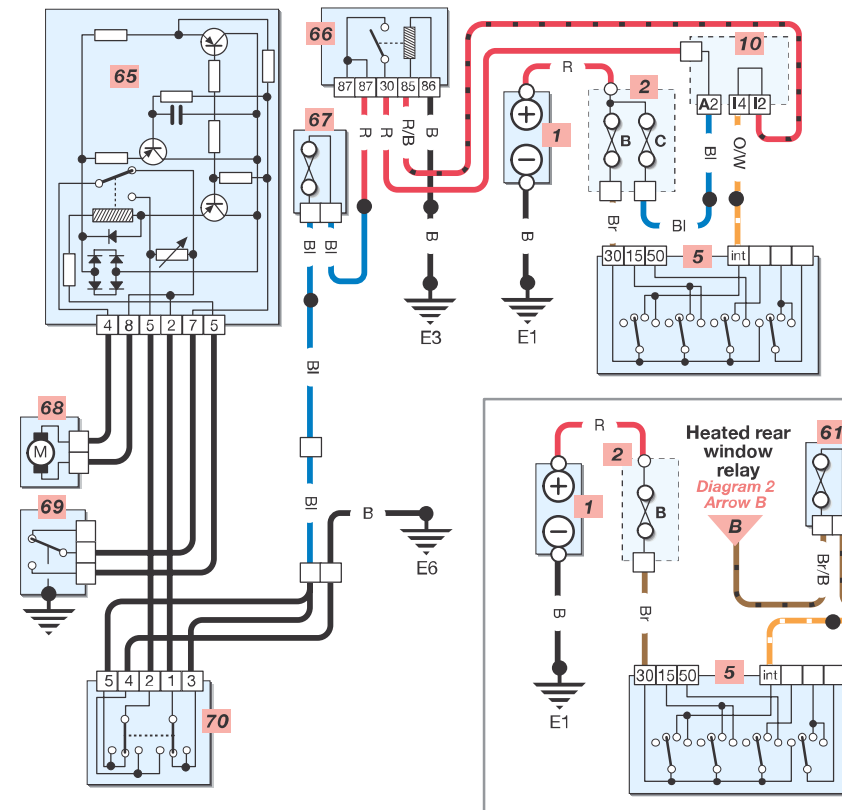 65
4 8 5 2 7 5
66
87 87 30 85 86
R
R
R/B
B
B
E3
67
Bl
Bl
Bl
Bl
R
+
−
1
B
E1
2
B
C
Br
Bl
10
A2
I4 I2
Bl
O/W
5
30 15 50
int
68
M
69
B
E6
5 4 2 1 3
70
R
+
−
1
B
E1
2
B
Br
Heated rear
window
relay
Diagram 2
Arrow B
B
61
Br/B
30 15 50
5
int